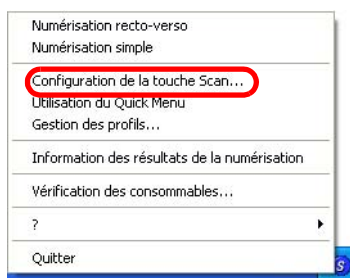 Numérisation recto-verso
Numérisation simple
Configuration de la touche Scan...
Utilisation du Quick Menu
Gestion des profils...
Information des résultats de la numérisation
Vérification des consommables...
?
Quitter
S